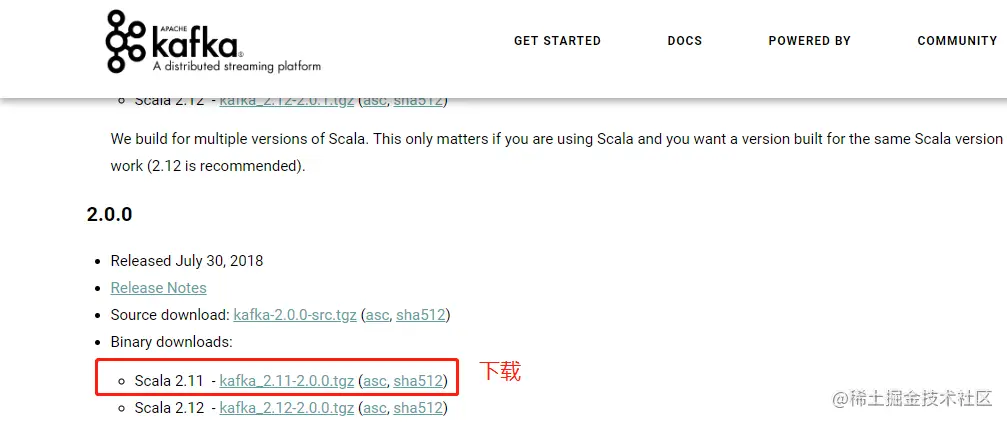 APACHE
kafka®
A distributed streaming platform
GET STARTED DOCS POWERED BY COMMUNITY
Scala 2.12 - kafka_2.12-2.0.1.tgz (asc, sha512)
We build for multiple versions of Scala. This only matters if you are using Scala and you want a version built for the same Scala version
work (2.12 is recommended).
2.0.0
Released July 30, 2018
Release Notes
Source download: kafka-2.0.0-src.tgz (asc, sha512)
Binary downloads:
Scala 2.11 - kafka_2.11-2.0.0.tgz (asc, sha512) 下载
Scala 2.12 - kafka_2.12-2.0.0.tgz (asc, sha512)
@稀土掘金技术社区